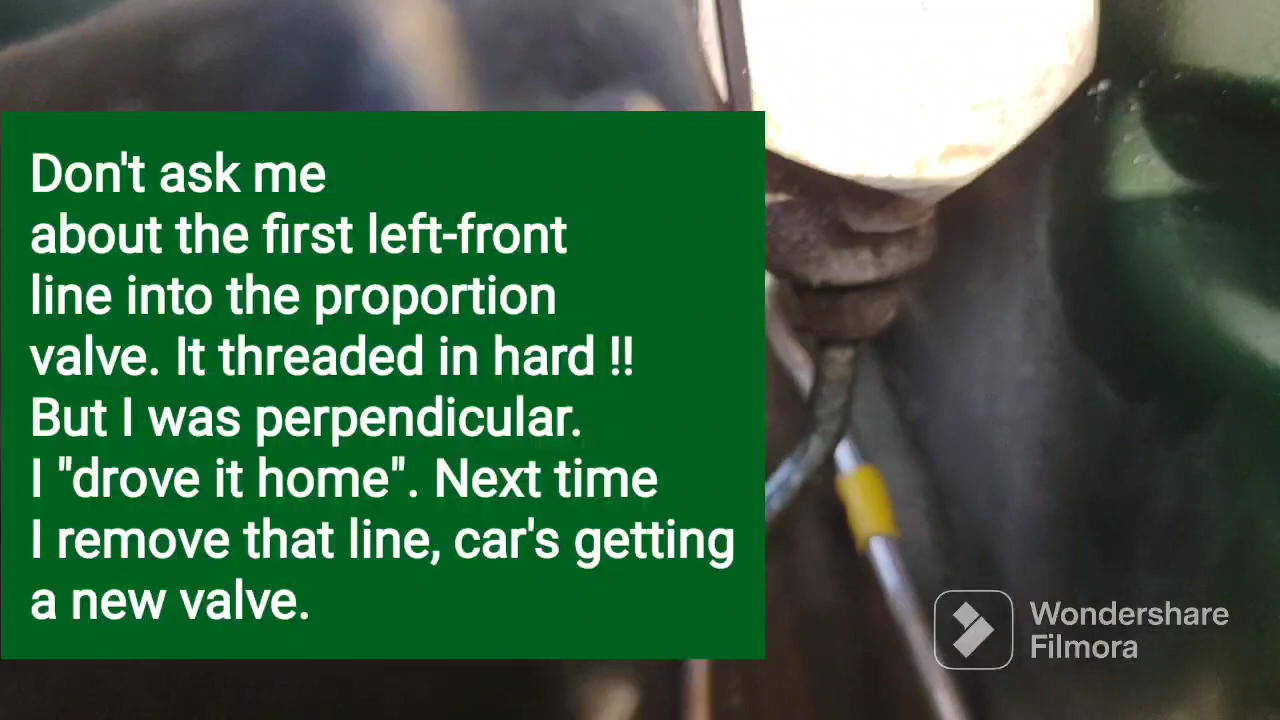 Don't ask me
about the first left-front
line into the proportion
valve. It threaded in hard !!
But I was perpendicular.
I "drove it home". Next time
I remove that line, car's getting
a new valve.
Wondershare
Filmora